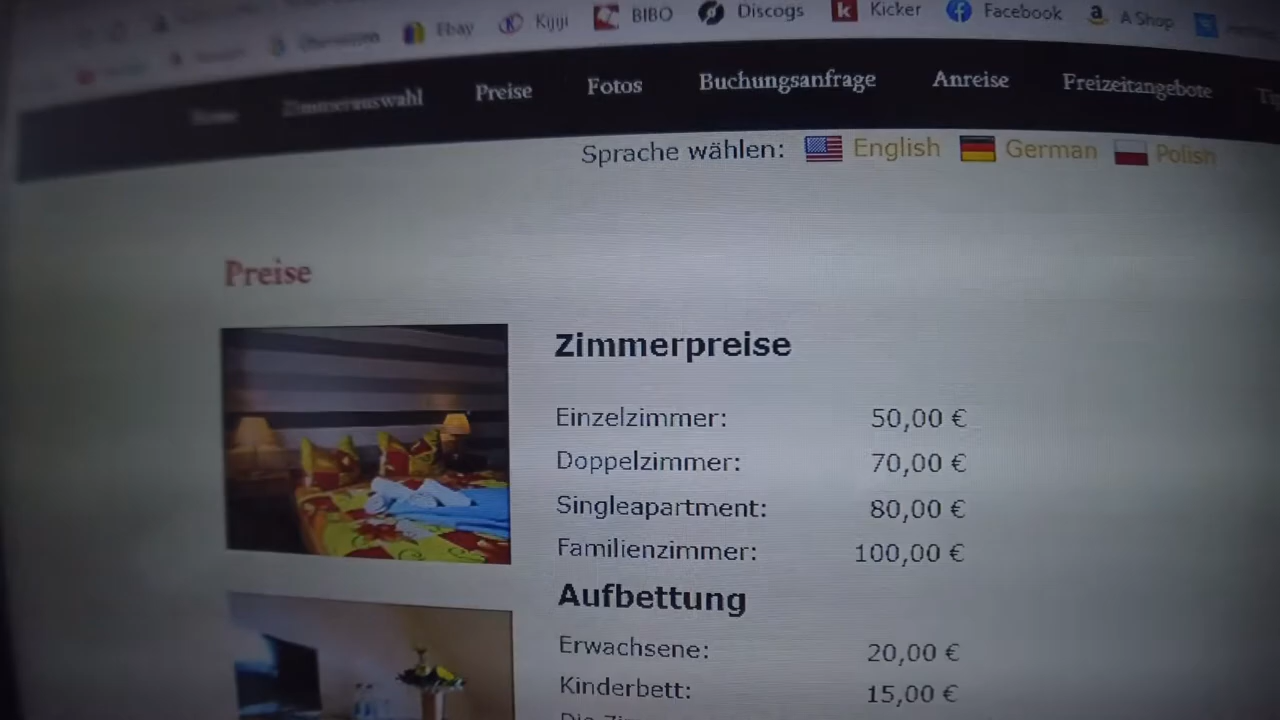 Ebay Kijiji BIBO Discogs Kicker Facebook A Shop
Zimmerauswahl Preise Fotos Buchungsanfrage Anreise Freizeitangebote
Sprache wählen: English German Polish
Preise
Zimmerpreise
Einzelzimmer: 50,00 €
Doppelzimmer: 70,00 €
Singleapartment: 80,00 €
Familienzimmer: 100,00 €
Aufbettung
Erwachsene: 20,00 €
Kinderbett: 15,00 €